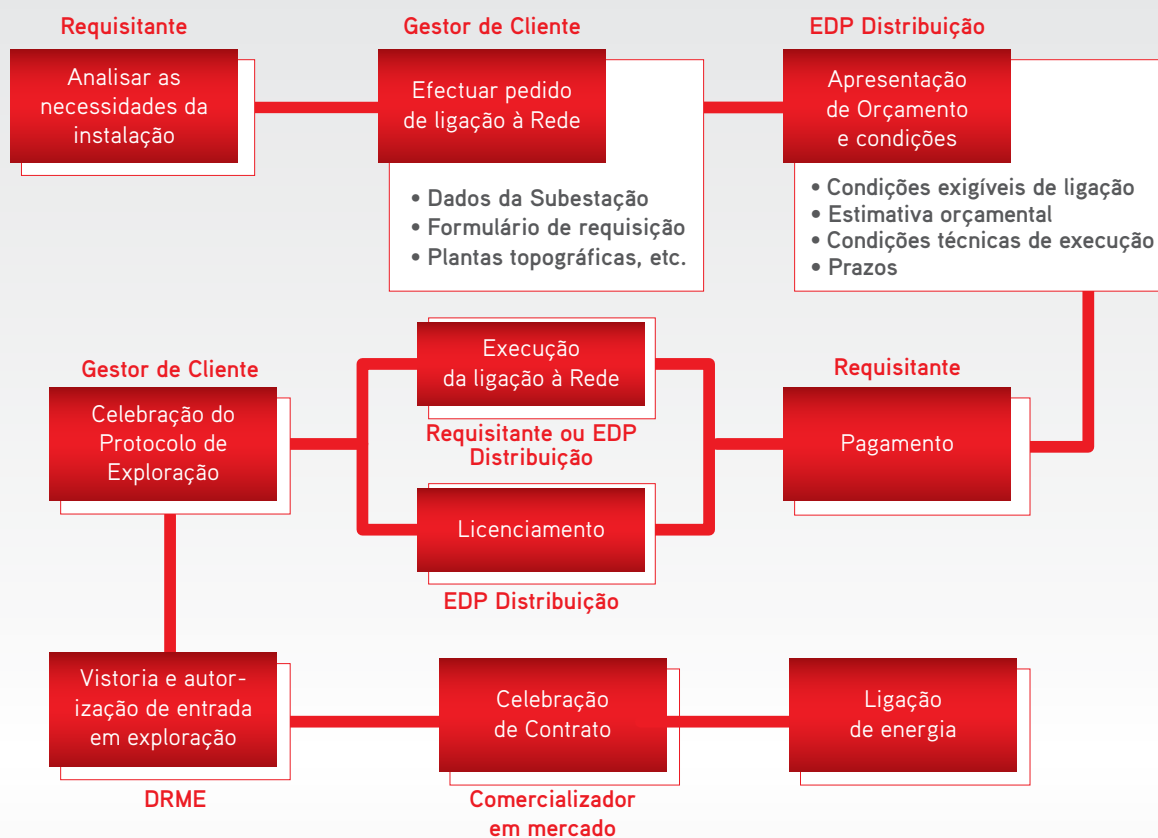 Requisitante
Analisar as
necessidades da
instalação
Gestor de Cliente
Efectuar pedido
de ligação à Rede
• Dados da Subestação
• Formulário de requisição
• Plantas topográficas, etc.
EDP Distribuição
Apresentação
de Orçamento
e condições
• Condições exigíveis de ligação
• Estimativa orçamental
• Condições técnicas de execução
• Prazos
Requisitante
Pagamento
Execução
da ligação à Rede
Requisitante ou EDP
Distribuição
Licenciamento
EDP Distribuição
Gestor de Cliente
Celebração do
Protocolo de
Exploração
Vistoria e autor-
ização de entrada
em exploração
DRME
Celebração
de Contrato
Comercializador
em mercado
Ligação
de energia